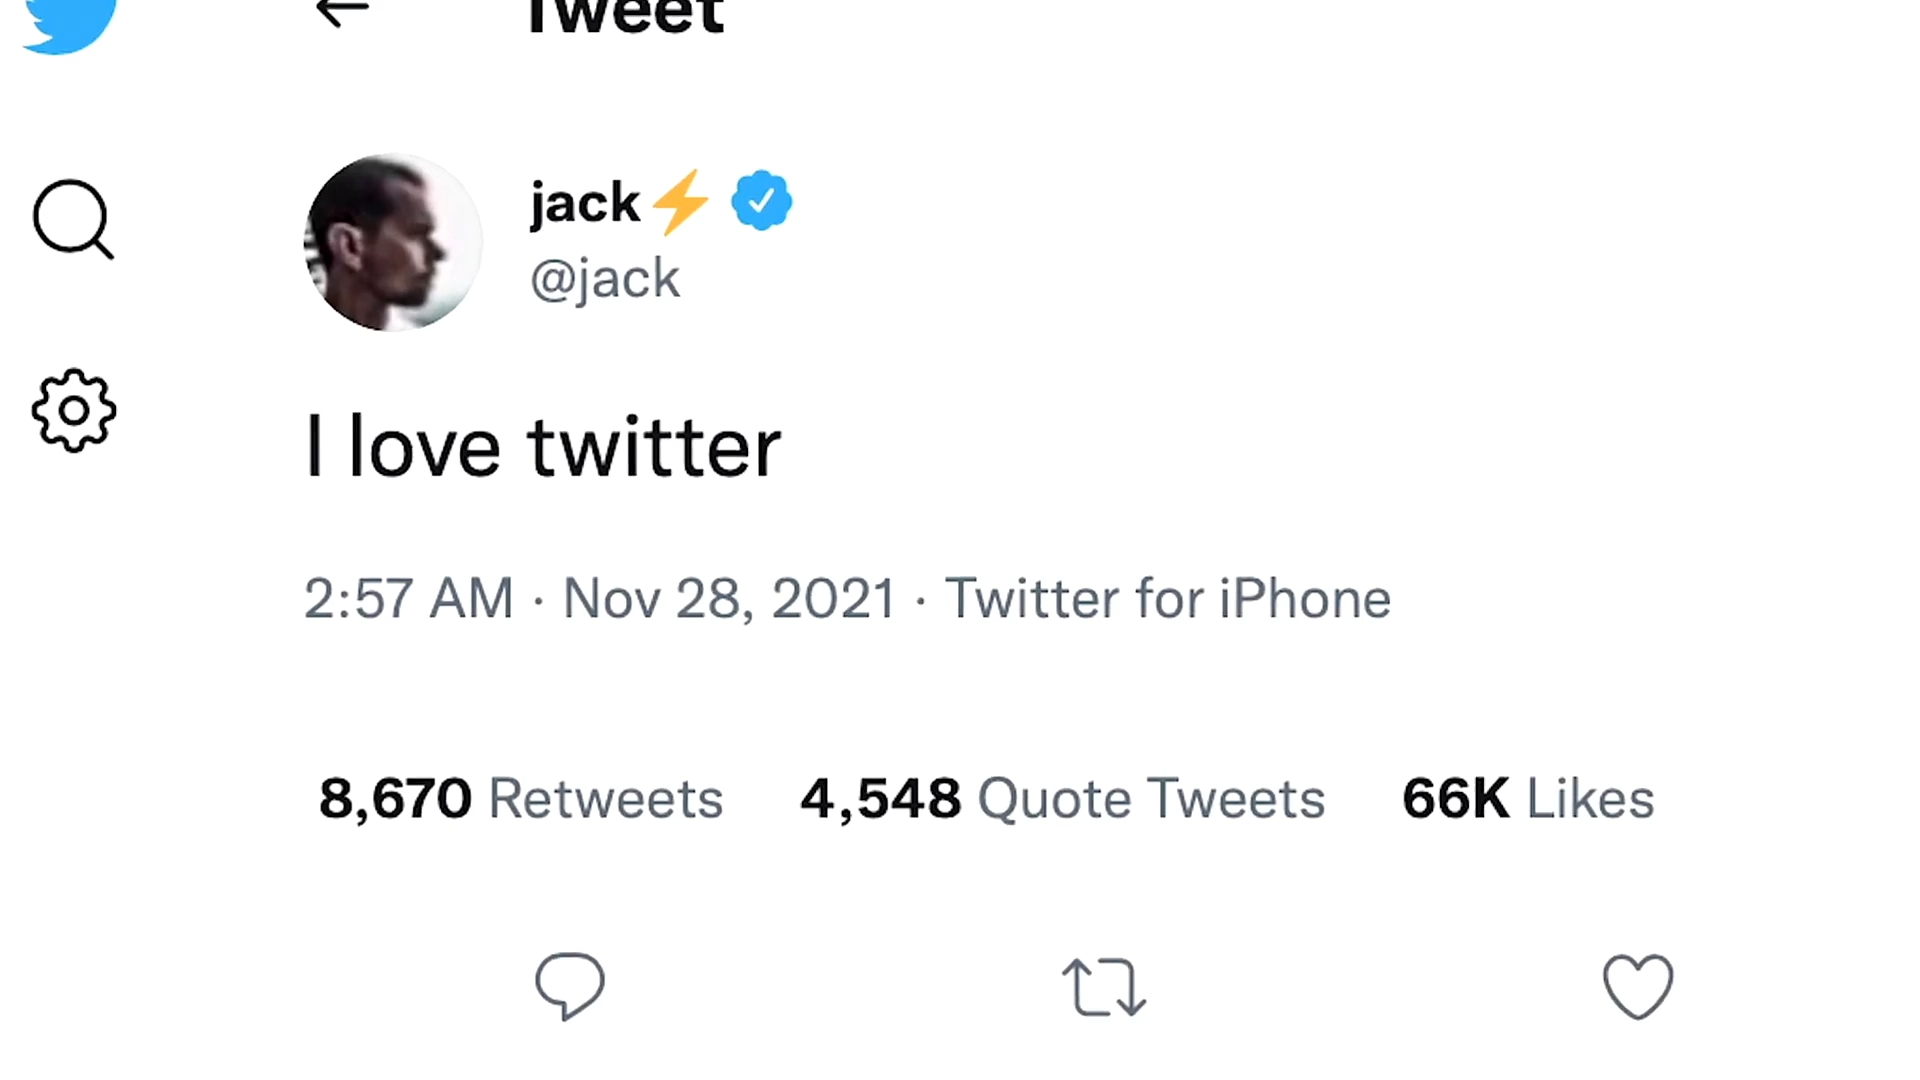 Tweet
jack⚡
@jack
I love twitter
2:57 AM · Nov 28, 2021 · Twitter for iPhone
8,670 Retweets 4,548 Quote Tweets 66K Likes